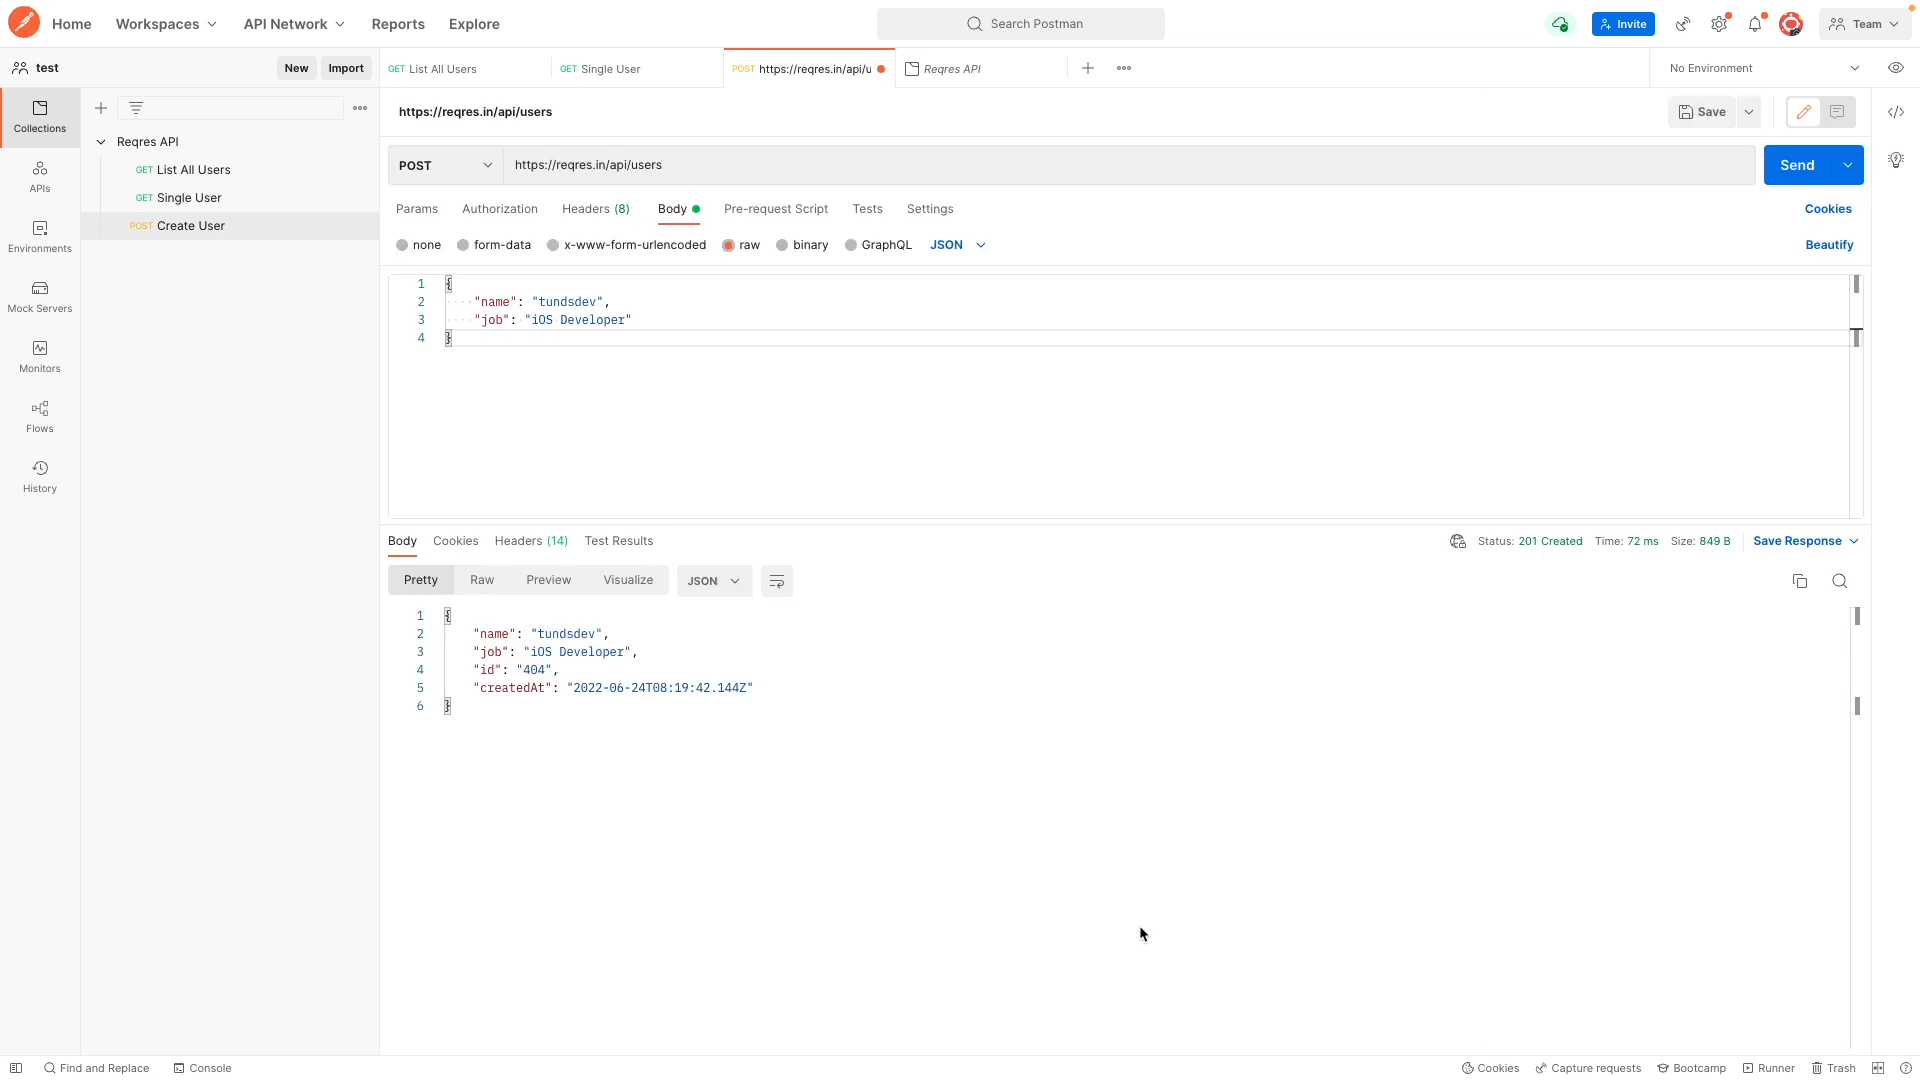 Home Workspaces API Network Reports Explore Search Postman Invite Team
test New Import GET List All Users GET Single User POST https://reqres.in/api/u Reqres API No Environment
Collections
APIs
Environments
Mock Servers
Monitors
Flows
History
Reqres API
GET List All Users
GET Single User
POST Create User
https://reqres.in/api/users Save
POST https://reqres.in/api/users Send
Params Authorization Headers (8) Body Pre-request Script Tests Settings Cookies
none form-data x-www-form-urlencoded raw binary GraphQL JSON Beautify
1 {
2 "name": "tundsdev",
3 "job": "iOS Developer"
4 }
Body Cookies Headers (14) Test Results Status: 201 Created Time: 72 ms Size: 849 B Save Response
Pretty Raw Preview Visualize JSON
1 {
2 "name": "tundsdev",
3 "job": "iOS Developer",
4 "id": "404",
5 "createdAt": "2022-06-24T08:19:42.144Z"
6 }
Find and Replace Console Cookies Capture requests Bootcamp Runner Trash